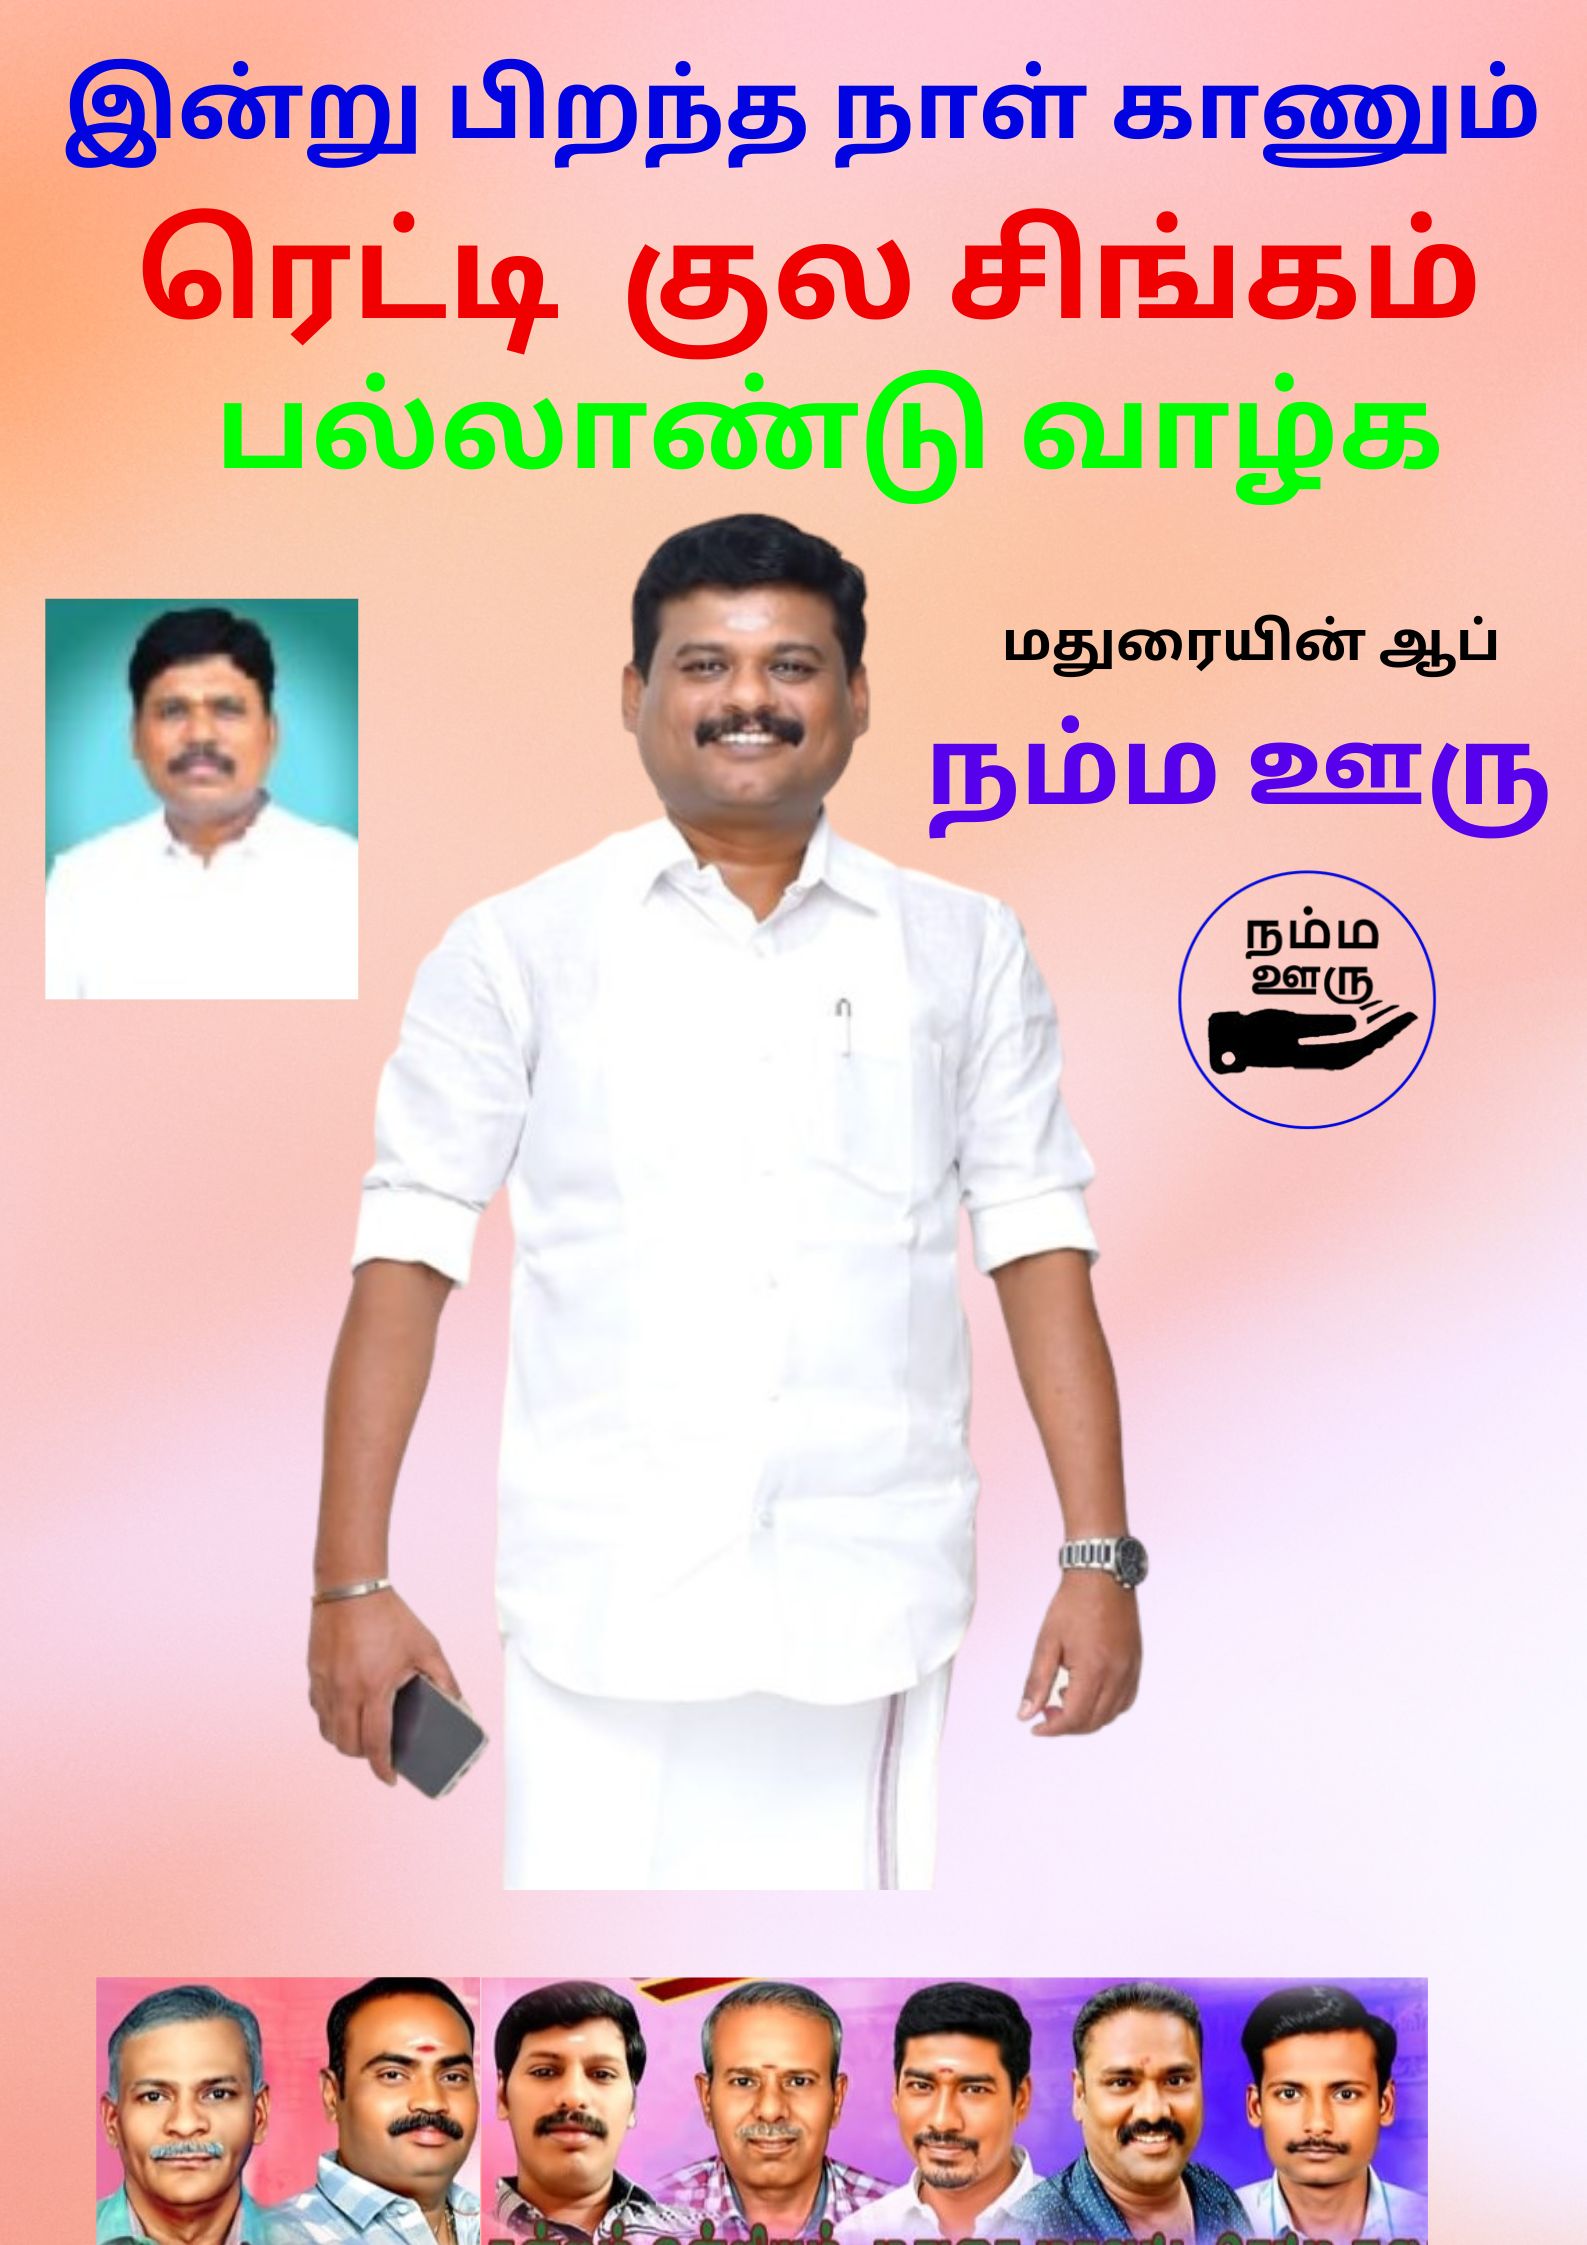 இன்று பிறந்த நாள் காணும்
ரெட்டி குல சிங்கம்
பல்லாண்டு வாழ்க
மதுரையின் ஆப்
நம்ம ஊரு
நம்ம
ஊரு